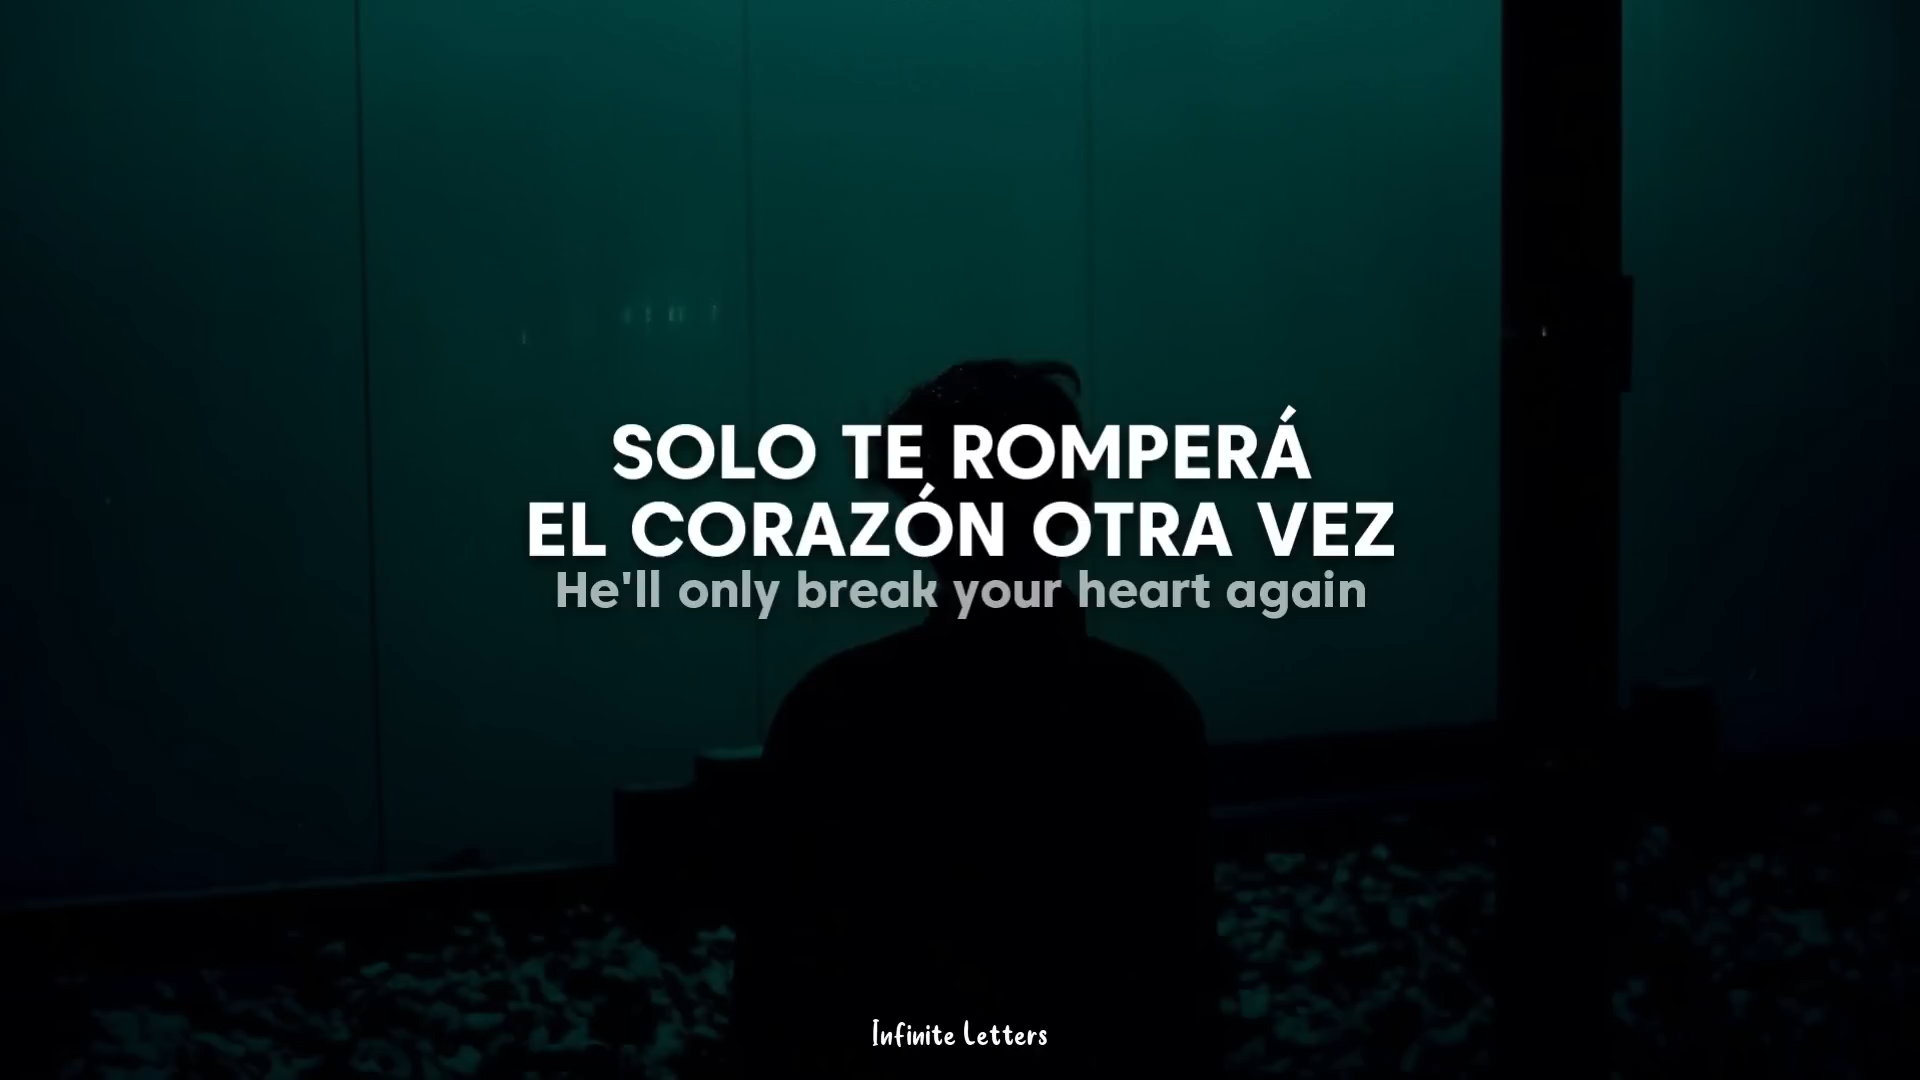 SOLO TE ROMPERÁ
EL CORAZÓN OTRA VEZ
He'll only break your heart again
Infinite Letters